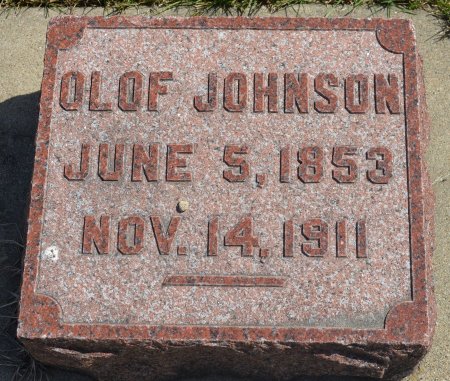 OLOF JOHNSON
JUNE 5, 1853
NOV. 14, 1911